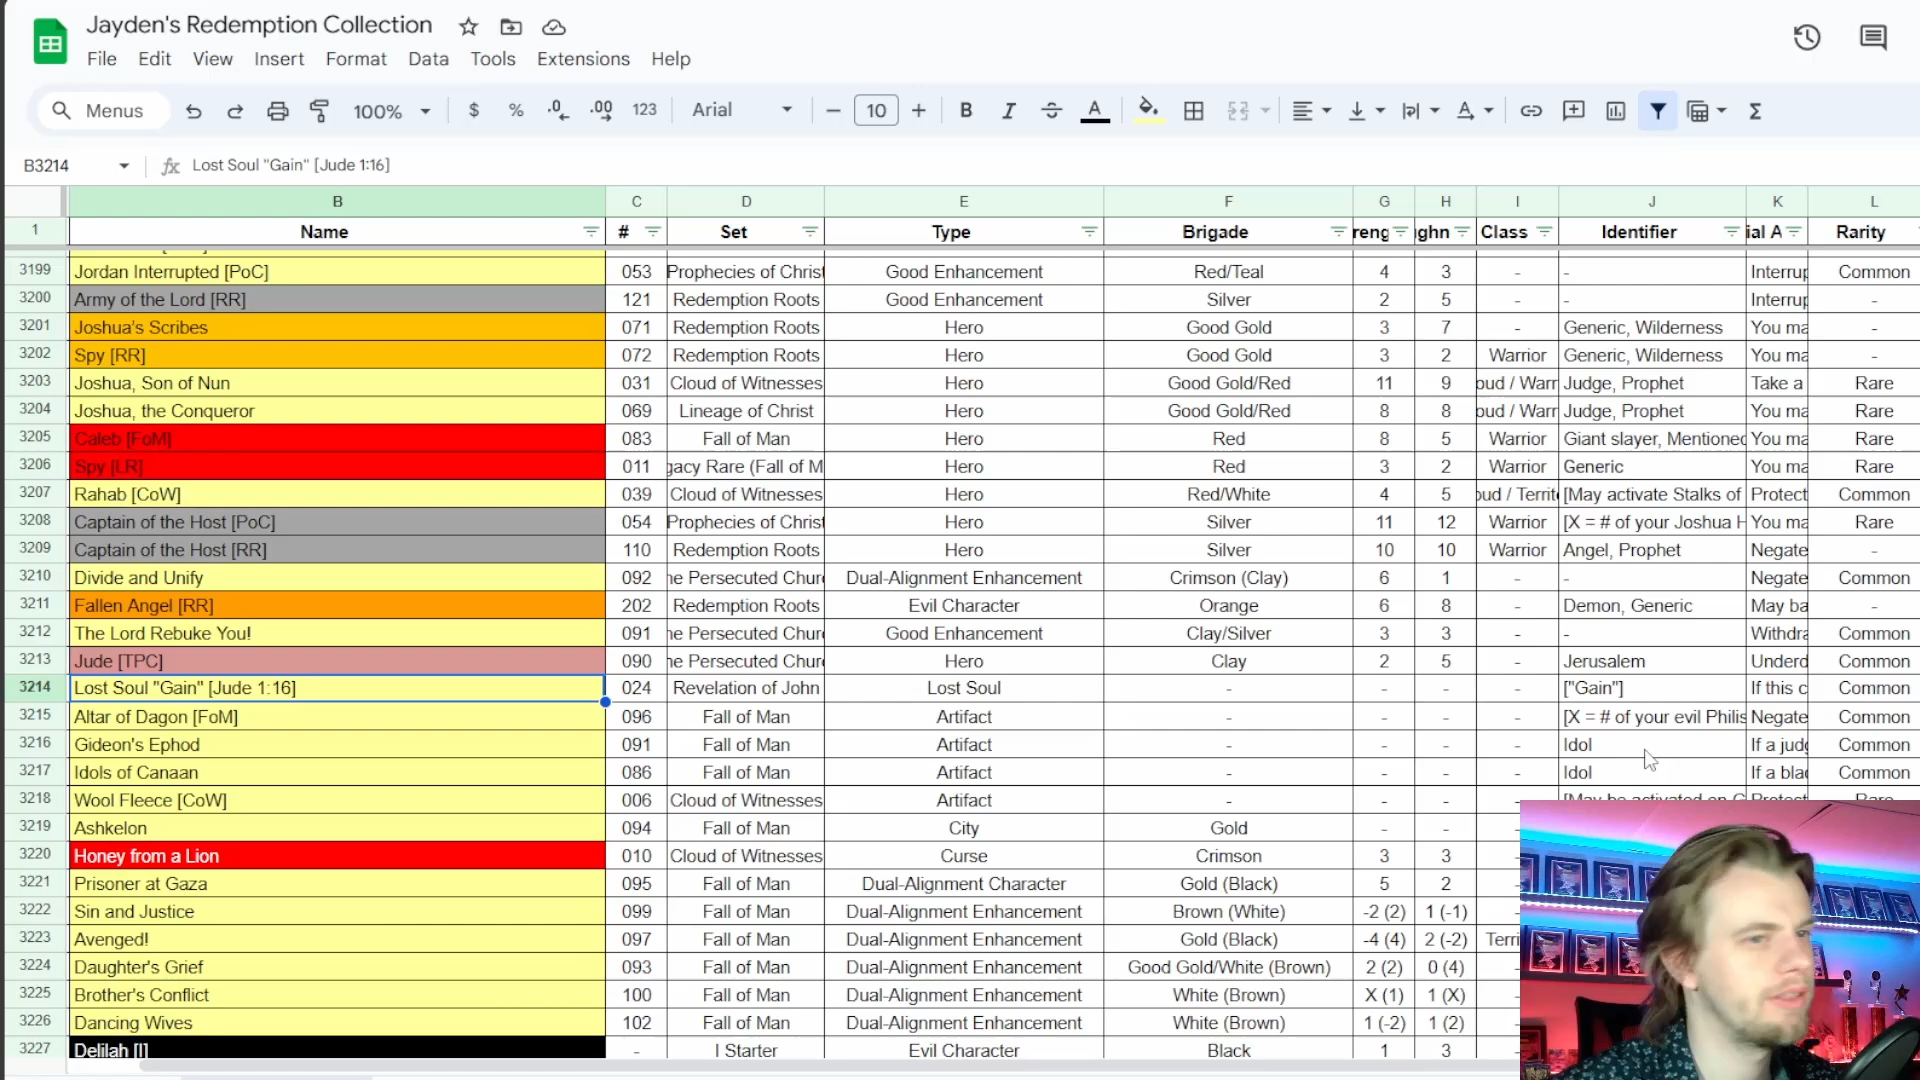 Jayden's Redemption Collection
File Edit View Insert Format Data Tools Extensions Help
Menus 100% $ % .0 .00 123 Arial 10 B I A
B3214 fx Lost Soul "Gain" [Jude 1:16]
B C D E F G H I J K L
1 Name # Set Type Brigade reng ghn Class Identifier ial A Rarity
3199 Jordan Interrupted [PoC] 053 Prophecies of Christ Good Enhancement Red/Teal 4 3 - - Interrup Common
3200 Army of the Lord [RR] 121 Redemption Roots Good Enhancement Silver 2 5 - - Interrup -
3201 Joshua's Scribes 071 Redemption Roots Hero Good Gold 3 7 - Generic, Wilderness You ma -
3202 Spy [RR] 072 Redemption Roots Hero Good Gold 3 2 Warrior Generic, Wilderness You ma -
3203 Joshua, Son of Nun 031 Cloud of Witnesses Hero Good Gold/Red 11 9 oud / Warr Judge, Prophet Take a Rare
3204 Joshua, the Conqueror 069 Lineage of Christ Hero Good Gold/Red 8 8 oud / Warr Judge, Prophet You ma Rare
3205 Caleb [FoM] 083 Fall of Man Hero Red 8 5 Warrior Giant slayer, Mentioned You ma Rare
3206 Spy [LR] 011 gacy Rare (Fall of M Hero Red 3 2 Warrior Generic You ma Rare
3207 Rahab [CoW] 039 Cloud of Witnesses Hero Red/White 4 5 oud / Territo [May activate Stalks of Protect Common
3208 Captain of the Host [PoC] 054 Prophecies of Christ Hero Silver 11 12 Warrior [X = # of your Joshua H You ma Rare
3209 Captain of the Host [RR] 110 Redemption Roots Hero Silver 10 10 Warrior Angel, Prophet Negate -
3210 Divide and Unify 092 he Persecuted Churc Dual-Alignment Enhancement Crimson (Clay) 6 1 - - Negate Common
3211 Fallen Angel [RR] 202 Redemption Roots Evil Character Orange 6 8 - Demon, Generic May ba -
3212 The Lord Rebuke You! 091 he Persecuted Churc Good Enhancement Clay/Silver 3 3 - - Withdra Common
3213 Jude [TPC] 090 he Persecuted Churc Hero Clay 2 5 - Jerusalem Underd Common
3214 Lost Soul "Gain" [Jude 1:16] 024 Revelation of John Lost Soul - - - - ["Gain"] If this c Common
3215 Altar of Dagon [FoM] 096 Fall of Man Artifact - - - - [X = # of your evil Philis Negate Common
3216 Gideon's Ephod 091 Fall of Man Artifact - - - - Idol If a judg Common
3217 Idols of Canaan 086 Fall of Man Artifact - - - - Idol If a blac Common
3218 Wool Fleece [CoW] 006 Cloud of Witnesses Artifact - - - - [May be activated on G Protect Rare
3219 Ashkelon 094 Fall of Man City Gold - - -
3220 Honey from a Lion 010 Cloud of Witnesses Curse Crimson 3 3 -
3221 Prisoner at Gaza 095 Fall of Man Dual-Alignment Character Gold (Black) 5 2 -
3222 Sin and Justice 099 Fall of Man Dual-Alignment Enhancement Brown (White) -2 (2) 1 (-1) -
3223 Avenged! 097 Fall of Man Dual-Alignment Enhancement Gold (Black) -4 (4) 2 (-2) Terri
3224 Daughter's Grief 093 Fall of Man Dual-Alignment Enhancement Good Gold/White (Brown) 2 (2) 0 (4) -
3225 Brother's Conflict 100 Fall of Man Dual-Alignment Enhancement White (Brown) X (1) 1 (X) -
3226 Dancing Wives 102 Fall of Man Dual-Alignment Enhancement White (Brown) 1 (-2) 1 (2) -
3227 Delilah [I] - I Starter Evil Character Black 1 3 -